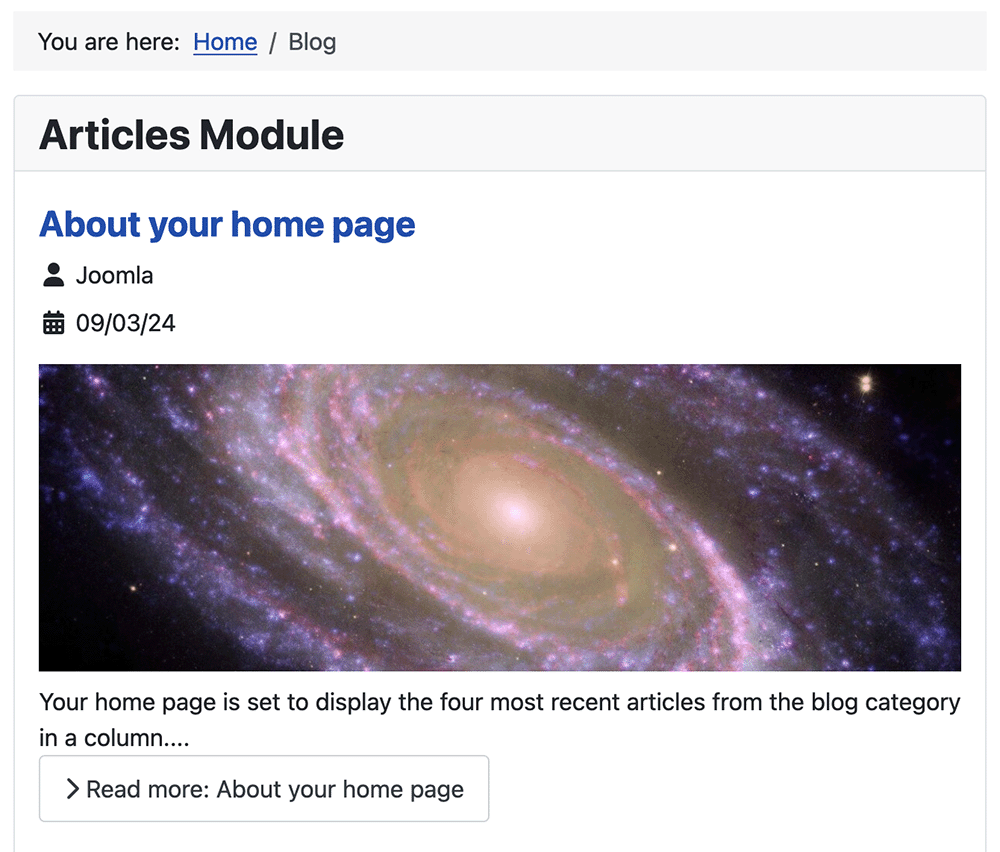 You are here: Home / Blog
Articles Module
About your home page
Joomla
09/03/24
Your home page is set to display the four most recent articles from the blog category
in a column....
Read more: About your home page